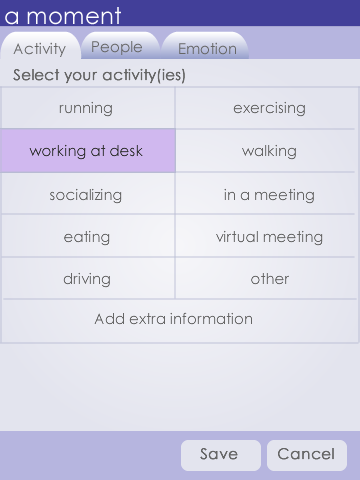 a moment
Activity People Emotion
Select your activity(ies)
running exercising
working at desk walking
socializing in a meeting
eating virtual meeting
driving other
Add extra information
Save Cancel